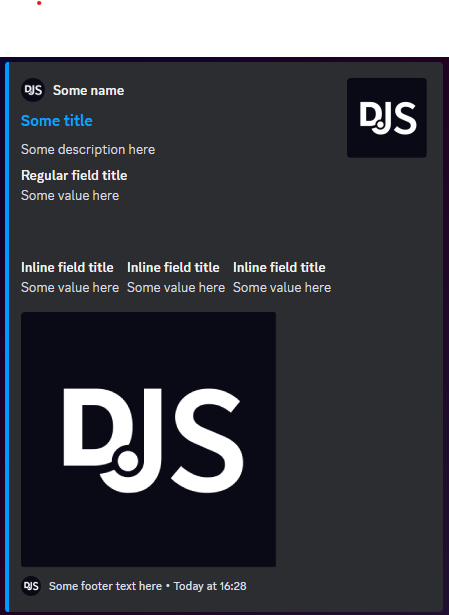 DJS Some name
DJS
Some title
Some description here
Regular field title
Some value here
Inline field title Inline field title Inline field title
Some value here Some value here Some value here
DJS
DJS Some footer text here • Today at 16:28